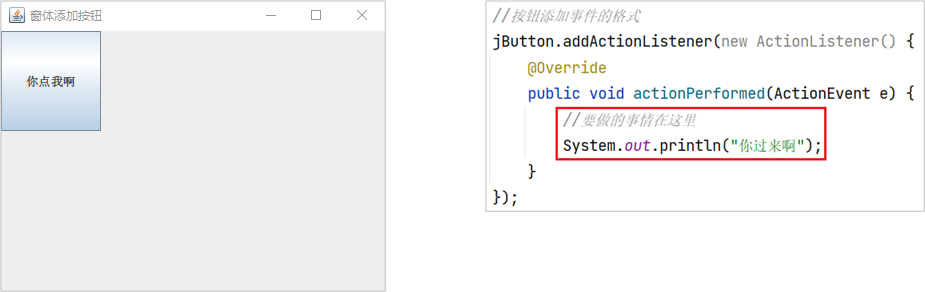 窗体添加按钮
你点我啊
//按钮添加事件的格式
jButton.addActionListener(new ActionListener() {
@Override
public void actionPerformed(ActionEvent e) {
//要做的事情在这里
System.out.println("你过来啊");
}
});